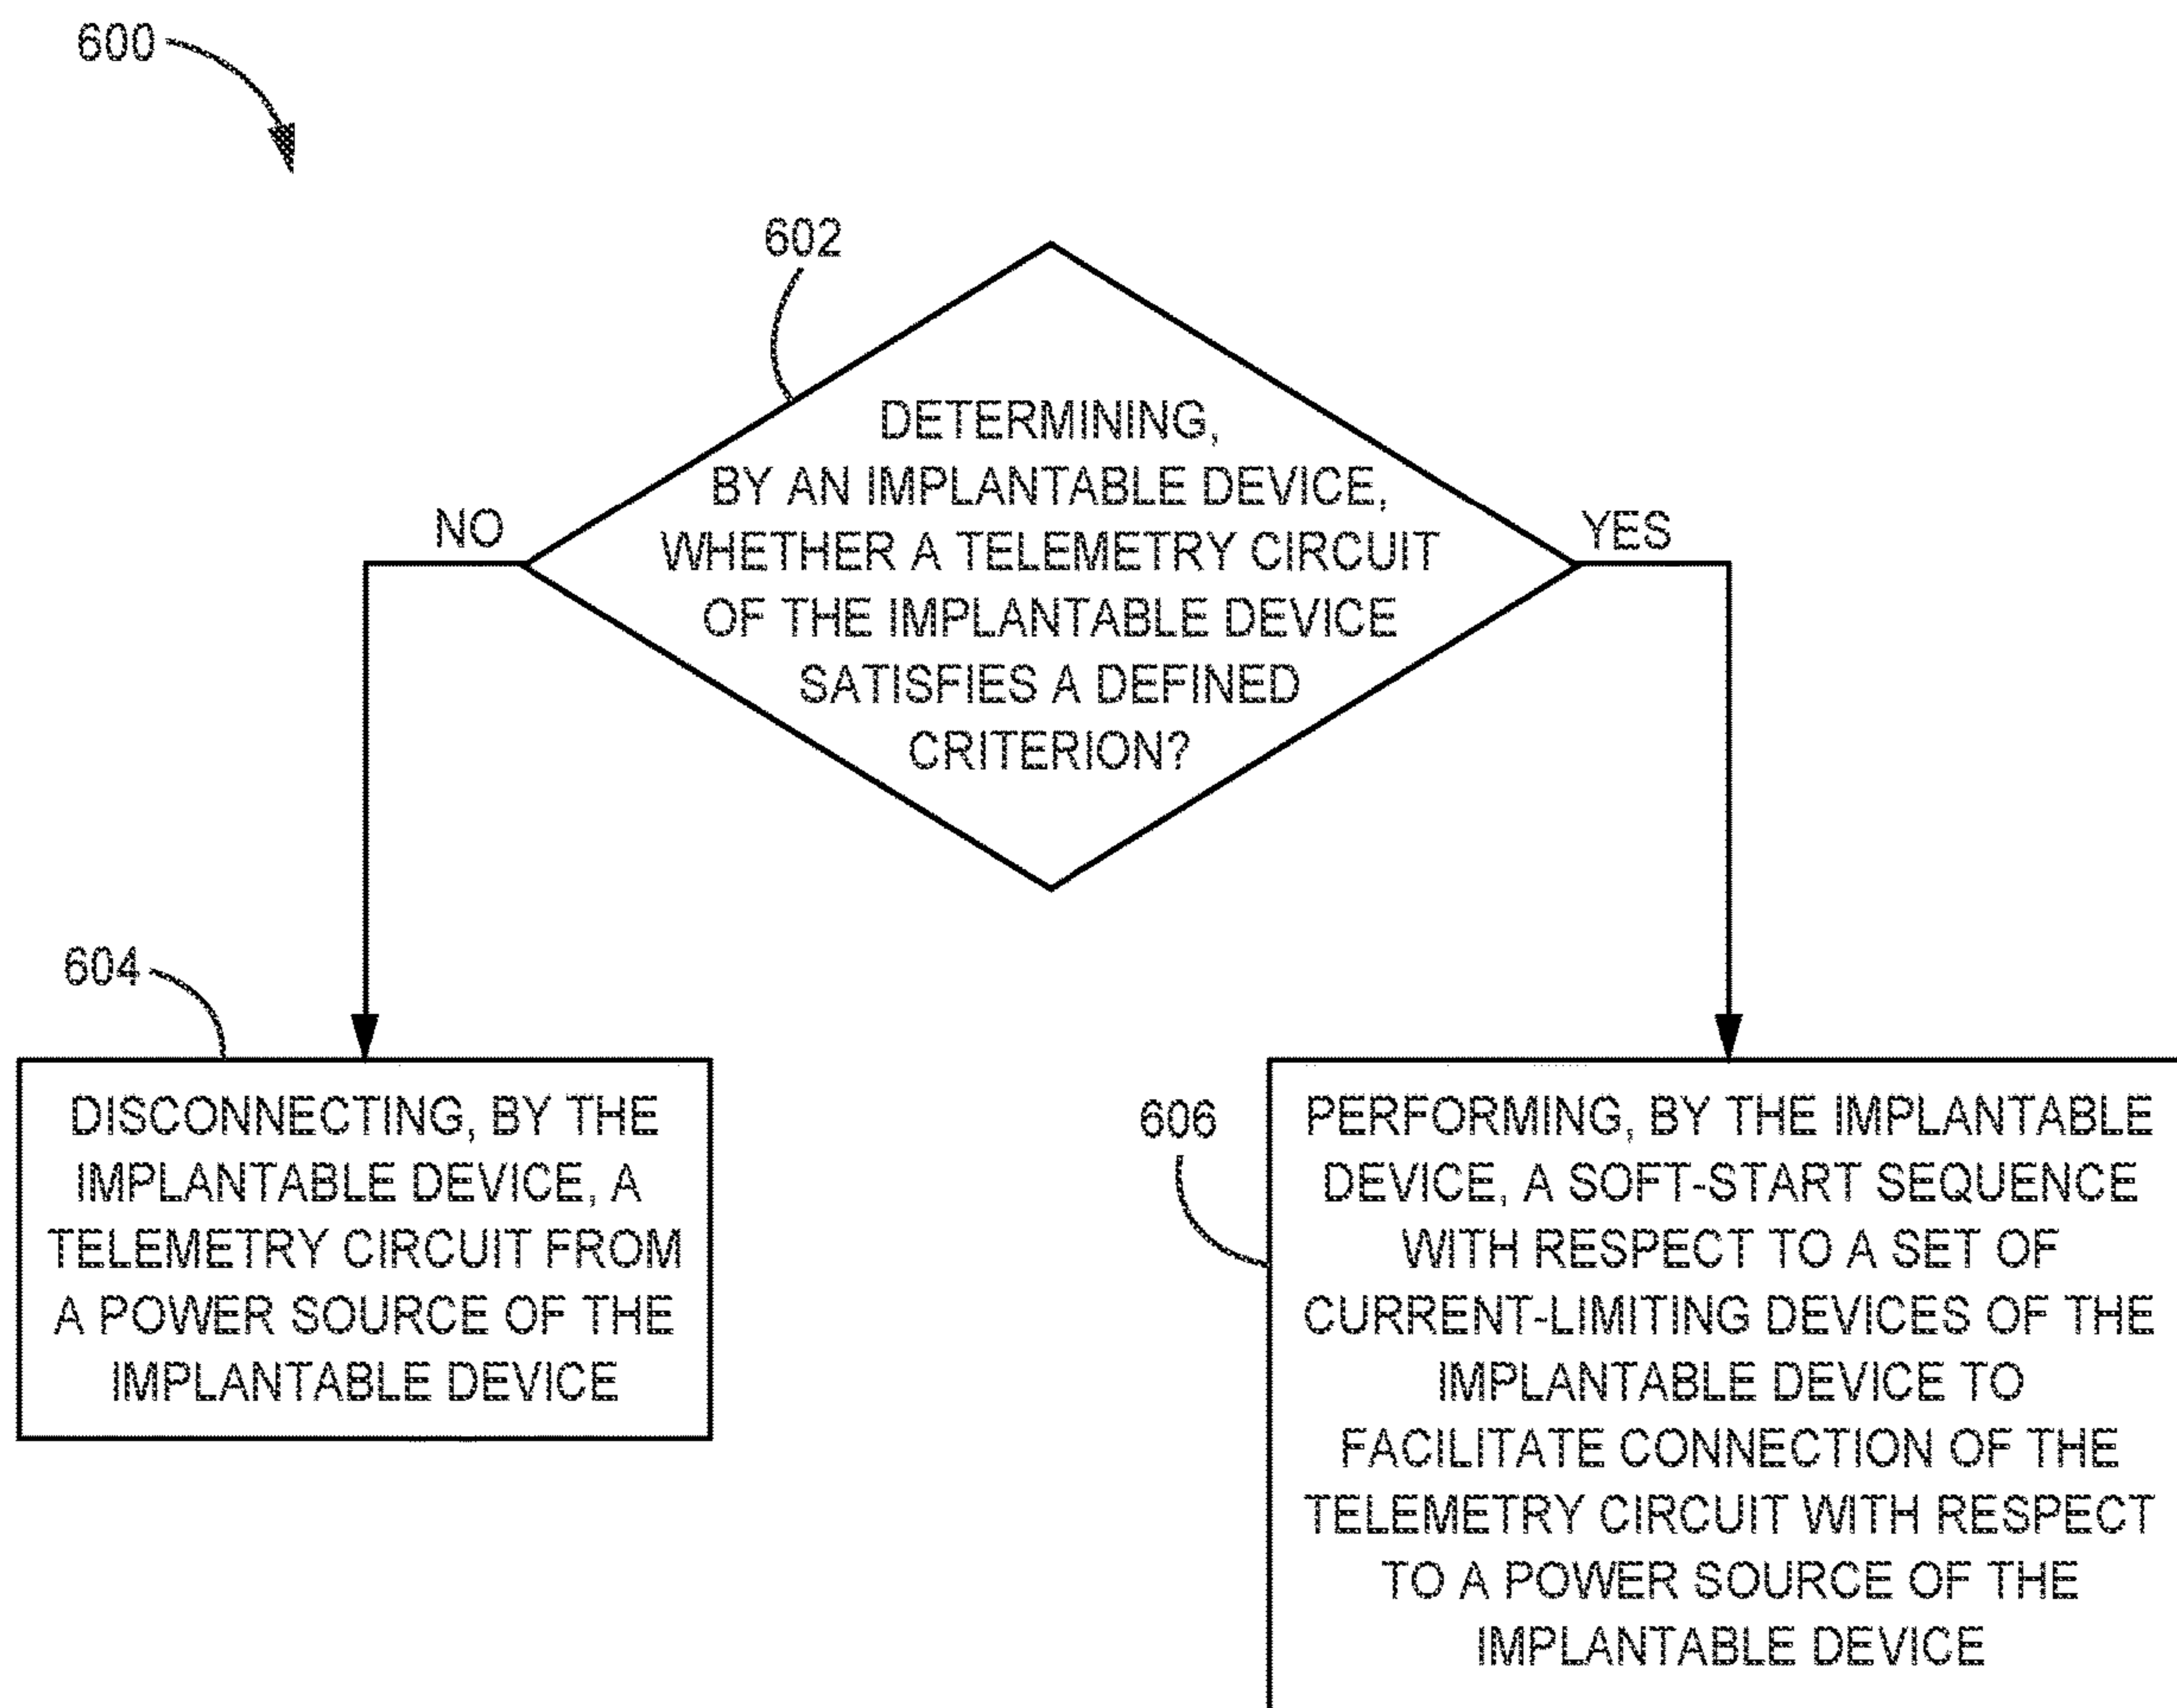 600
602
DETERMINING,
BY AN IMPLANTABLE DEVICE,
WHETHER A TELEMETRY CIRCUIT
OF THE IMPLANTABLE DEVICE
SATISFIES A DEFINED
CRITERION?
NO
YES
604
DISCONNECTING, BY THE
IMPLANTABLE DEVICE, A
TELEMETRY CIRCUIT FROM
A POWER SOURCE OF THE
IMPLANTABLE DEVICE
606
PERFORMING, BY THE IMPLANTABLE
DEVICE, A SOFT-START SEQUENCE
WITH RESPECT TO A SET OF
CURRENT-LIMITING DEVICES OF THE
IMPLANTABLE DEVICE TO
FACILITATE CONNECTION OF THE
TELEMETRY CIRCUIT WITH RESPECT
TO A POWER SOURCE OF THE
IMPLANTABLE DEVICE